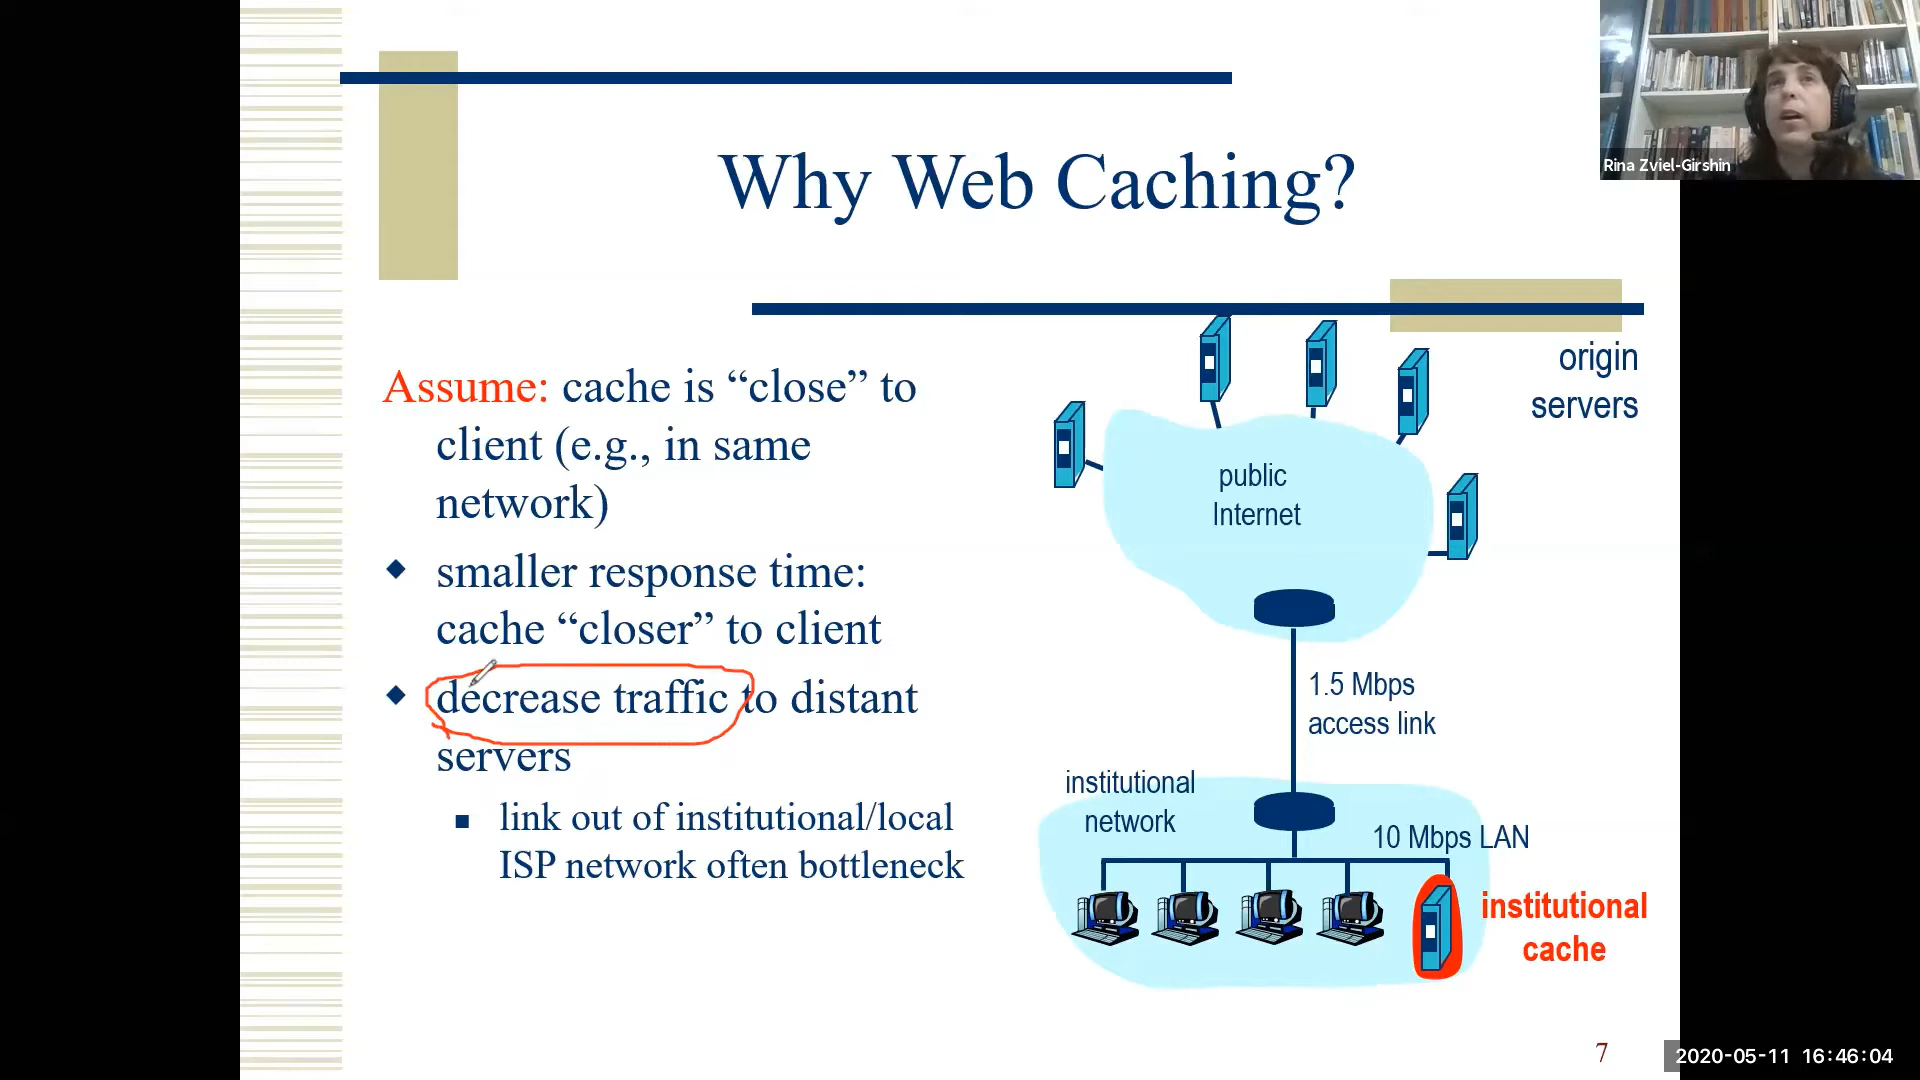 Why Web Caching?
Rina Zviel-Girshin
Assume: cache is “close” to
client (e.g., in same
network)
smaller response time:
cache “closer” to client
decrease traffic to distant
servers
link out of institutional/local
ISP network often bottleneck
origin
servers
public
Internet
1.5 Mbps
access link
institutional
network
10 Mbps LAN
institutional
cache
7
2020-05-11 16:46:04